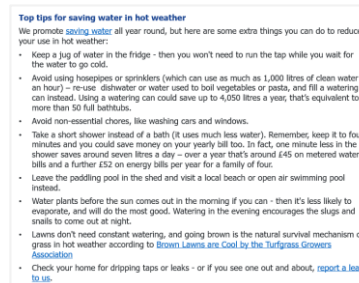 Top tips for saving water in hot weather
We promote saving water all year round, but here are some extra things you can do to reduce
your use in hot weather:
- Keep a jug of water in the fridge - then you won't need to run the tap while you wait for
the water to go cold.
- Avoid using hosepipes or sprinklers (which can use as much as 1,000 litres of clean water
an hour) – re-use dishwater or water used to boil vegetables or pasta, and fill a watering
can instead. Using a watering can could save up to 4,050 litres a year, that's equivalent to
more than 50 full bathtubs.
- Avoid non-essential chores, like washing cars and windows.
- Take a short shower instead of a bath (it uses much less water). Remember, keep it to fou
minutes and you could save money on your yearly bill too. In fact, one minute less in the
shower saves around seven litres a day – over a year that's around £45 on metered water
bills and a further £52 on energy bills per year for a family of four.
- Leave the paddling pool in the shed and visit a local beach or open air swimming pool
instead.
- Water plants before the sun comes out in the morning if you can - then it's less likely to
evaporate, and will do the most good. Watering in the evening encourages the slugs and
snails to come out at night.
- Lawns don't need constant watering, and going brown is the natural survival mechanism o
grass in hot weather according to Brown Lawns are Cool by the Turfgrass Growers
Association
- Check your home for dripping taps or leaks - or if you see one out and about, report a lea
to us.